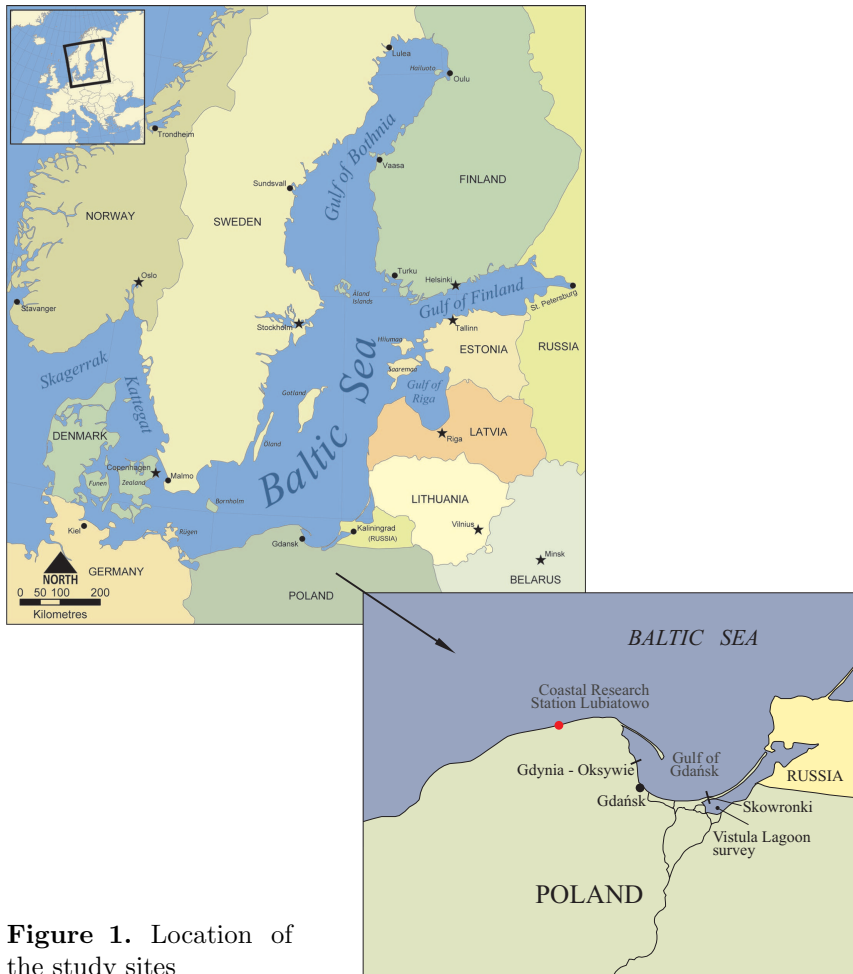 Lulea
Hailuoto
Oulu
Trondheim
Gulf of Bothnia
Vaasa
Sundsvall
FINLAND
NORWAY
SWEDEN
Oslo
Turku
Helsinki
Åland
Islands
Gulf of Finland
St. Petersburg
Stavanger
Stockholm
Tallinn
Hiiumaa
ESTONIA
RUSSIA
Skagerrak
Kattegat
Saaremaa
Gulf of
Riga
Gotland
Baltic Sea
DENMARK
LATVIA
Riga
Copenhagen
Malmo
Funen
Zealand
Bornholm
LITHUANIA
Vilnius
Kiel
Rügen
Gdansk
Kaliningrad
(RUSSIA)
Minsk
GERMANY
NORTH
0 50 100 200
Kilometres
POLAND
BELARUS
BALTIC SEA
Coastal Research
Station Lubiatowo
Gulf of
Gdańsk
Gdynia - Oksywie
RUSSIA
Gdańsk
Skowronki
Vistula Lagoon
survey
POLAND
Figure 1. Location of
the study sites